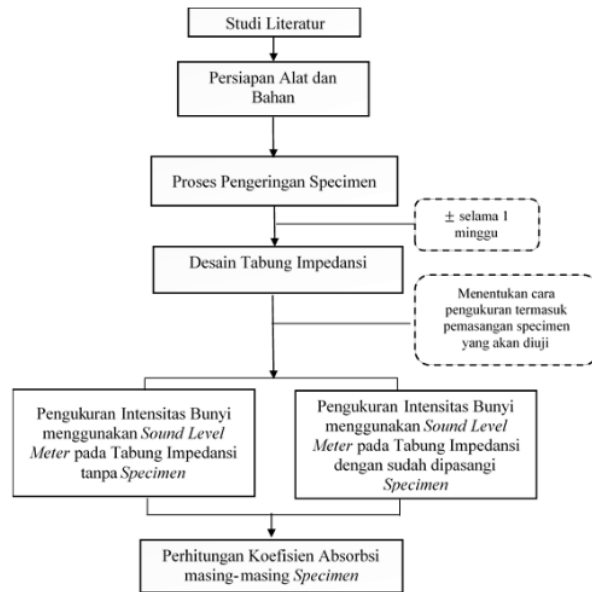 Studi Literatur
Persiapan Alat dan
Bahan
Proses Pengeringan Specimen
± selama 1
minggu
Desain Tabung Impedansi
Menentukan cara
pengukuran termasuk
pemasangan specimen
yang akan diuji
Pengukuran Intensitas Bunyi
menggunakan Sound Level
Meter pada Tabung Impedansi
tanpa Specimen
Pengukuran Intensitas Bunyi
menggunakan Sound Level
Meter pada Tabung Impedansi
dengan sudah dipasangi
Specimen
Perhitungan Koefisien Absorbsi
masing-masing Specimen